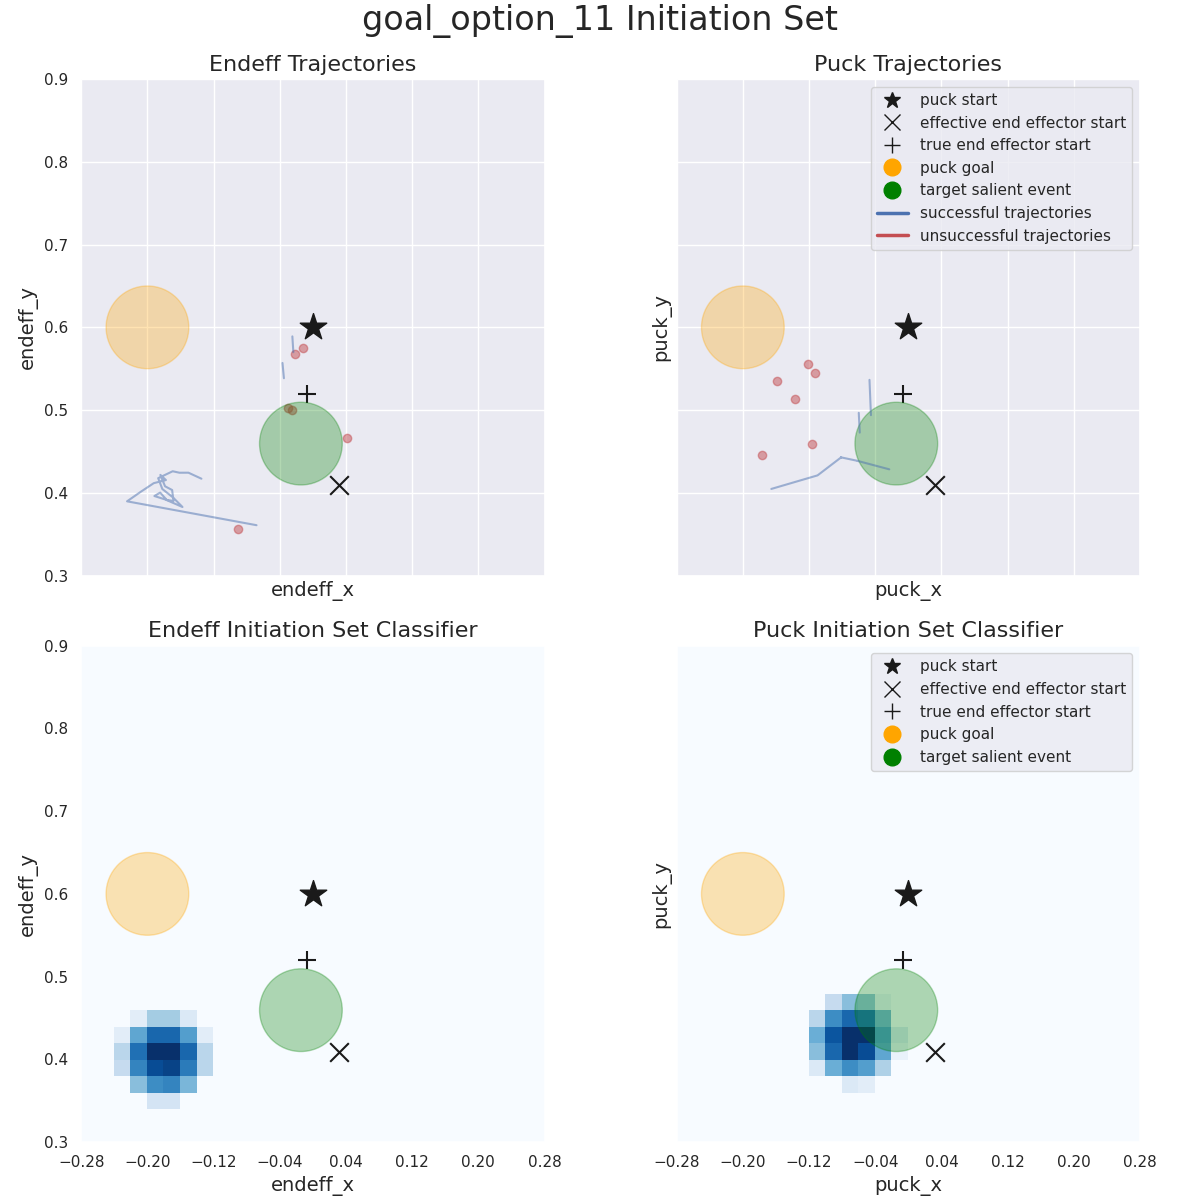 goal_option_11 Initiation Set
Endeff Trajectories
0.9
0.8
0.7
0.6
0.5
0.4
0.3
endeff_y
endeff_x
Puck Trajectories
puck start
effective end effector start
true end effector start
puck goal
target salient event
successful trajectories
unsuccessful trajectories
puck_y
puck_x
Endeff Initiation Set Classifier
0.9
0.8
0.7
0.6
0.5
0.4
0.3
endeff_y
−0.28 −0.20 −0.12 −0.04 0.04 0.12 0.20 0.28
endeff_x
Puck Initiation Set Classifier
puck start
effective end effector start
true end effector start
puck goal
target salient event
puck_y
−0.28 −0.20 −0.12 −0.04 0.04 0.12 0.20 0.28
puck_x